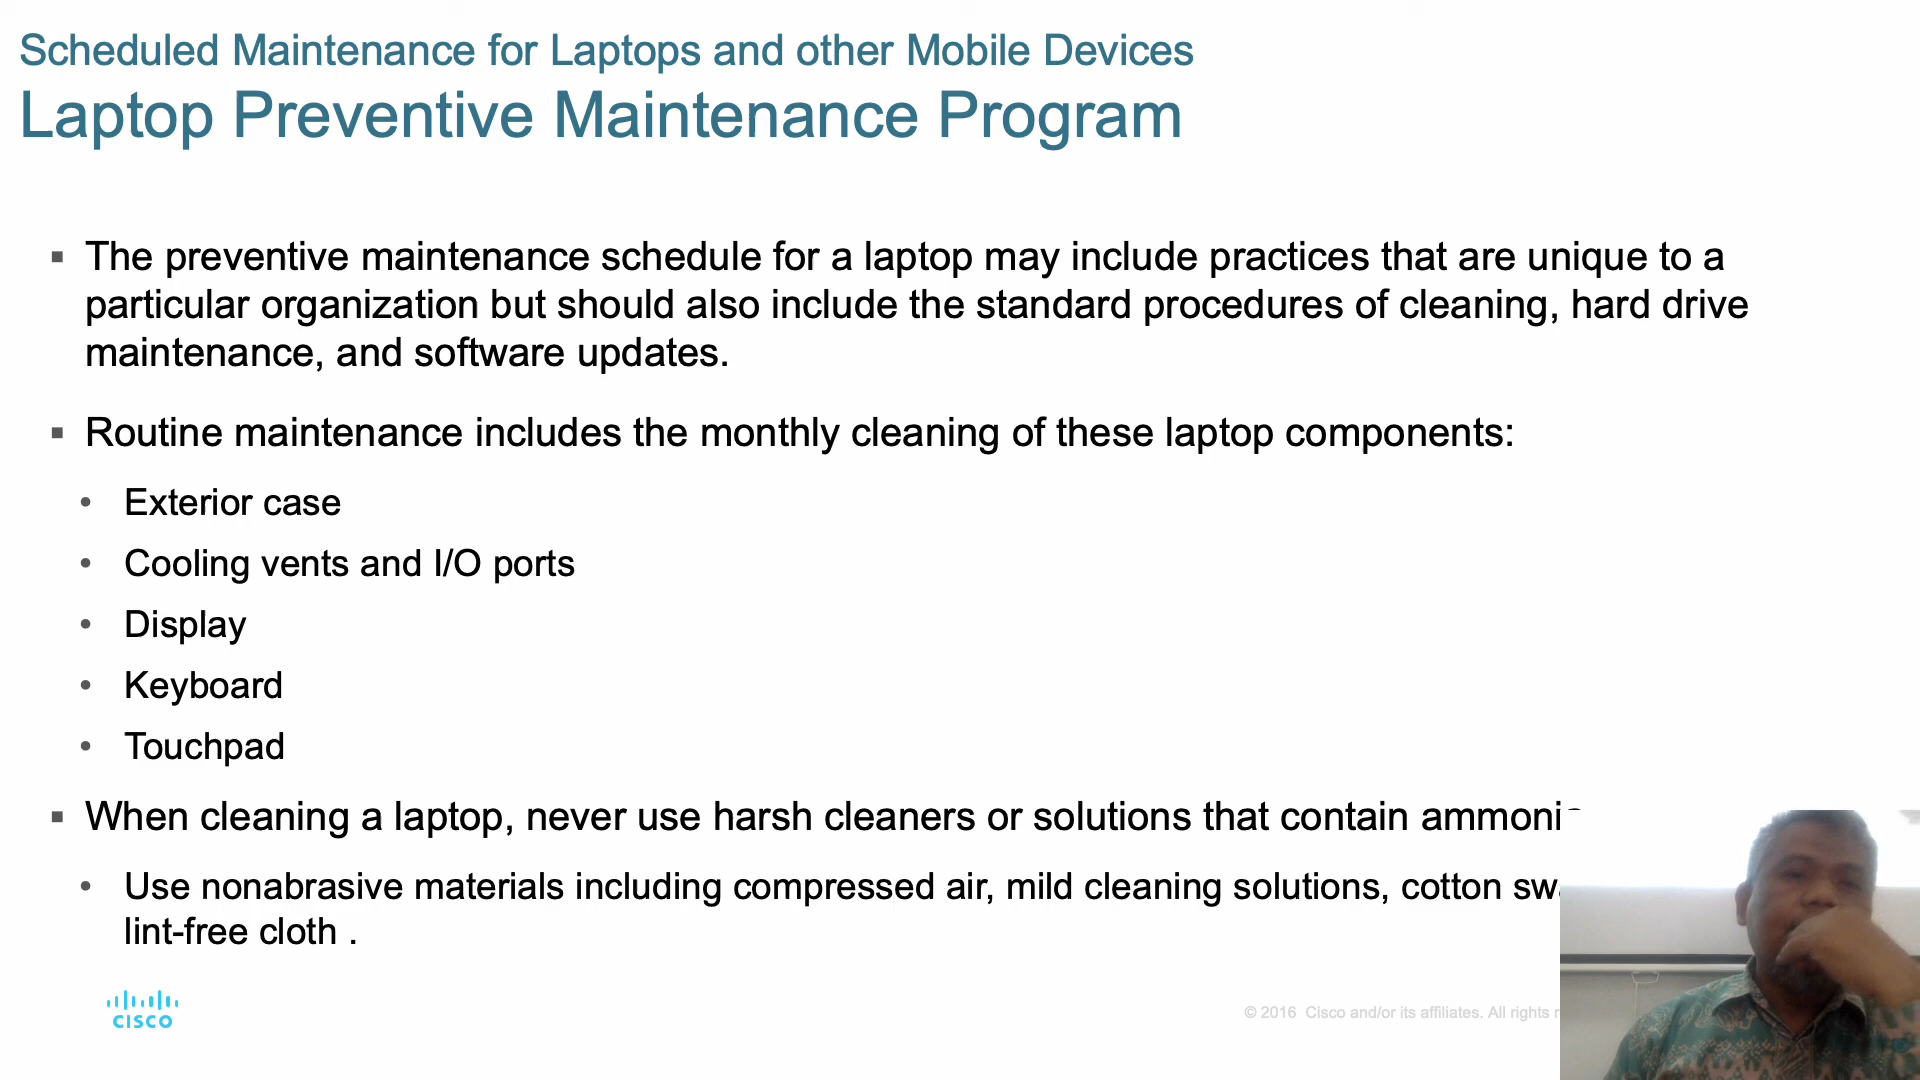 Scheduled Maintenance for Laptops and other Mobile Devices
Laptop Preventive Maintenance Program
▪ The preventive maintenance schedule for a laptop may include practices that are unique to a
particular organization but should also include the standard procedures of cleaning, hard drive
maintenance, and software updates.
▪ Routine maintenance includes the monthly cleaning of these laptop components:
• Exterior case
• Cooling vents and I/O ports
• Display
• Keyboard
• Touchpad
▪ When cleaning a laptop, never use harsh cleaners or solutions that contain
• Use nonabrasive materials including compressed air, mild cleaning solutions, cotton
lint-free cloth .
CISCO
© 2016 Cisco and/or its affiliates. All rights